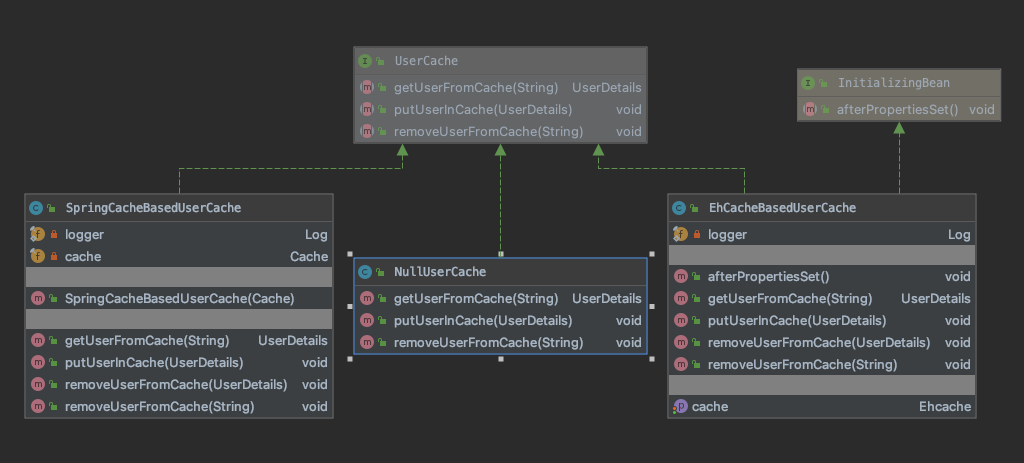 UserCache
getUserFromCache(String) UserDetails
putUserInCache(UserDetails) void
removeUserFromCache(String) void
InitializingBean
afterPropertiesSet() void
SpringCacheBasedUserCache
logger Log
cache Cache
SpringCacheBasedUserCache(Cache)
getUserFromCache(String) UserDetails
putUserInCache(UserDetails) void
removeUserFromCache(UserDetails) void
removeUserFromCache(String) void
NullUserCache
getUserFromCache(String) UserDetails
putUserInCache(UserDetails) void
removeUserFromCache(String) void
EhCacheBasedUserCache
logger Log
afterPropertiesSet() void
getUserFromCache(String) UserDetails
putUserInCache(UserDetails) void
removeUserFromCache(UserDetails) void
removeUserFromCache(String) void
cache Ehcache